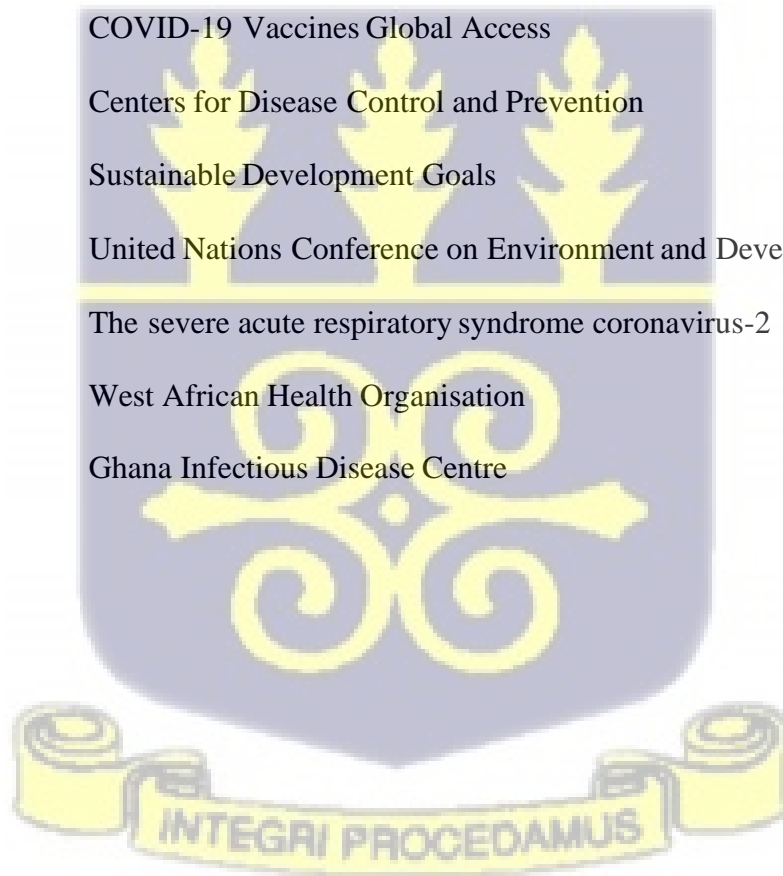 COVID-19 Vaccines Global Access
Centers for Disease Control and Prevention
Sustainable Development Goals
United Nations Conference on Environment and Deve
The severe acute respiratory syndrome coronavirus-2
West African Health Organisation
Ghana Infectious Disease Centre
INTEGRI PROCEDAMUS